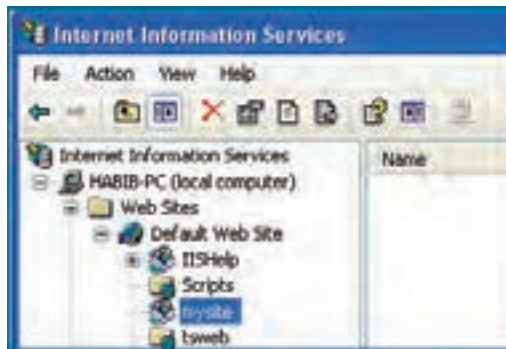 Internet Information Services
File Action View Help
Internet Information Services
Name
HABIB-PC (local computer)
Web Sites
Default Web Site
IISHelp
Scripts
mysite
tsweb